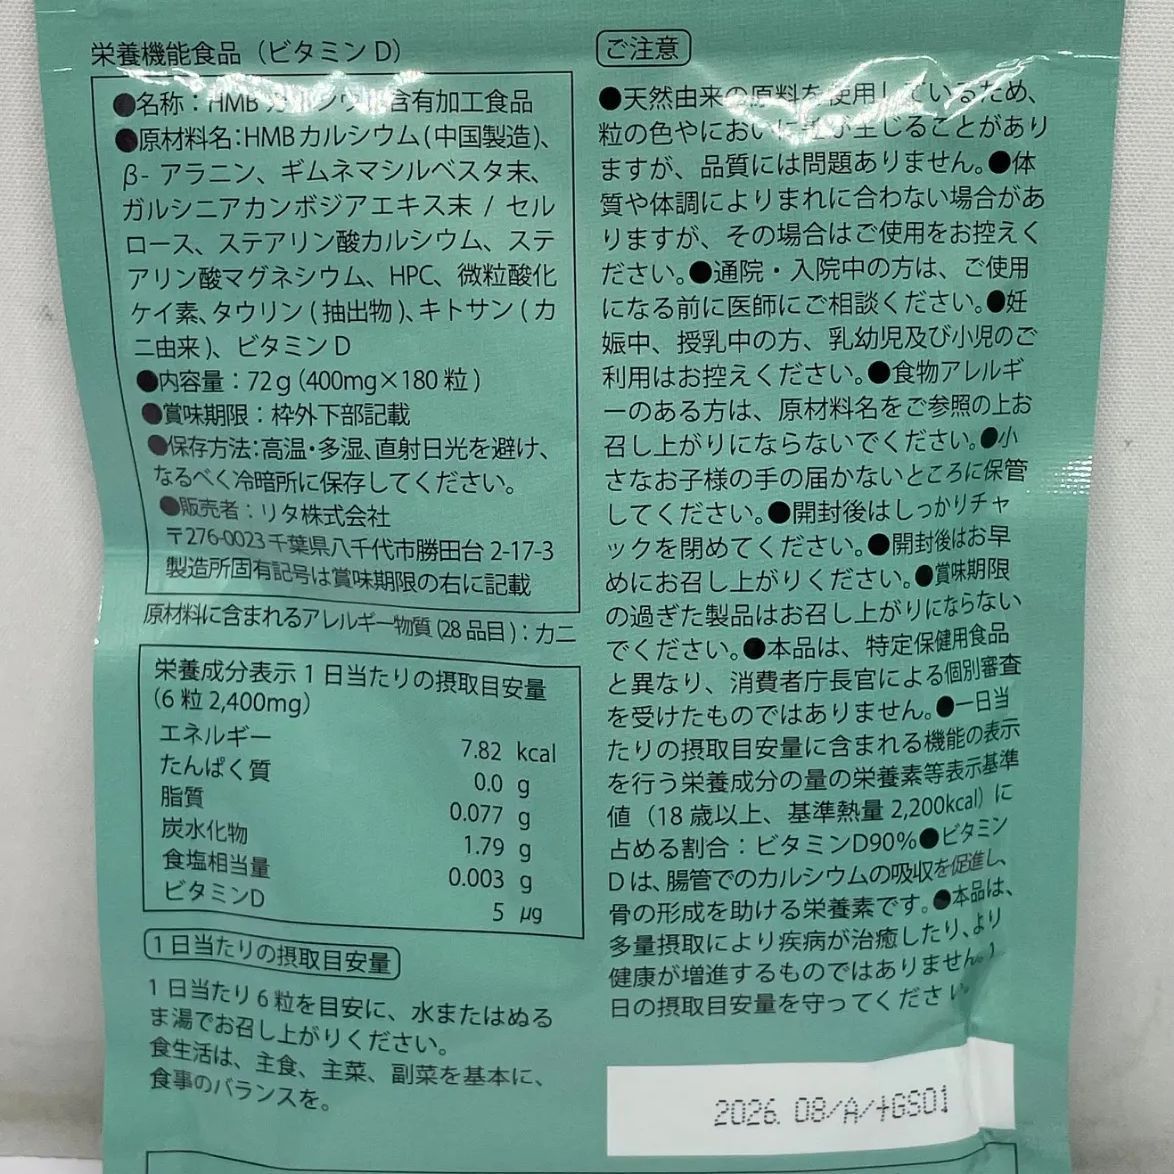 栄養機能食品（ビタミンD）
●名称：HMBカルシウム含有加工食品
●原材料名：HMBカルシウム(中国製造)、
β-アラニン、ギムネマシルベスタ末、
ガルシニアカンボジアエキス末 / セル
ロース、ステアリン酸カルシウム、ステ
アリン酸マグネシウム、HPC、微粒酸化
ケイ素、タウリン(抽出物)、キトサン(カ
ニ由来)、ビタミンD
●内容量：72g（400mg×180粒）
●賞味期限：枠外下部記載
●保存方法：高温・多湿、直射日光を避け、
なるべく冷暗所に保存してください。
●販売者：リタ株式会社
〒276-0023千葉県八千代市勝田台2-17-3
製造所固有記号は賞味期限の右に記載
原材料に含まれるアレルギー物質(28品目)：カニ
栄養成分表示 1日当たりの摂取目安量
（6粒2,400mg）
エネルギー 7.82 kcal
たんぱく質 0.0 g
脂質 0.077 g
炭水化物 1.79 g
食塩相当量 0.003 g
ビタミンD 5 μg
1日当たりの摂取目安量
1日当たり6粒を目安に、水またはぬる
ま湯でお召し上がりください。
食生活は、主食、主菜、副菜を基本に、
食事のバランスを。
ご注意
●天然由来の原料を使用しているため、
粒の色やにおいに が生じることがあり
ますが、品質には問題ありません。●体
質や体調によりまれに合わない場合があ
りますが、その場合はご使用をお控えく
ださい。●通院・入院中の方は、ご使用
になる前に医師にご相談ください。●妊
娠中、授乳中の方、乳幼児及び小児のご
利用はお控えください。●食物アレルギ
ーのある方は、原材料名をご参照の上お
召し上がりにならないでください。●小
さなお子様の手の届かないところに保管
してください。●開封後はしっかりチャ
ックを閉めてください。●開封後はお早
めにお召し上がりください。●賞味期限
の過ぎた製品はお召し上がりにならない
でください。●本品は、特定保健用食品
と異なり、消費者庁長官による個別審査
を受けたものではありません。●一日当
たりの摂取目安量に含まれる機能の表示
を行う栄養成分の量の栄養素等表示基準
値（18歳以上、基準熱量2,200kcal）に
占める割合：ビタミンD90%●ビタミン
Dは、腸管でのカルシウムの吸収を促進し、
骨の形成を助ける栄養素です。●本品は、
多量摂取により疾病が治癒したり、より
健康が増進するものではありません。1
日の摂取目安量を守ってください。
2026. 08/A/+GS01